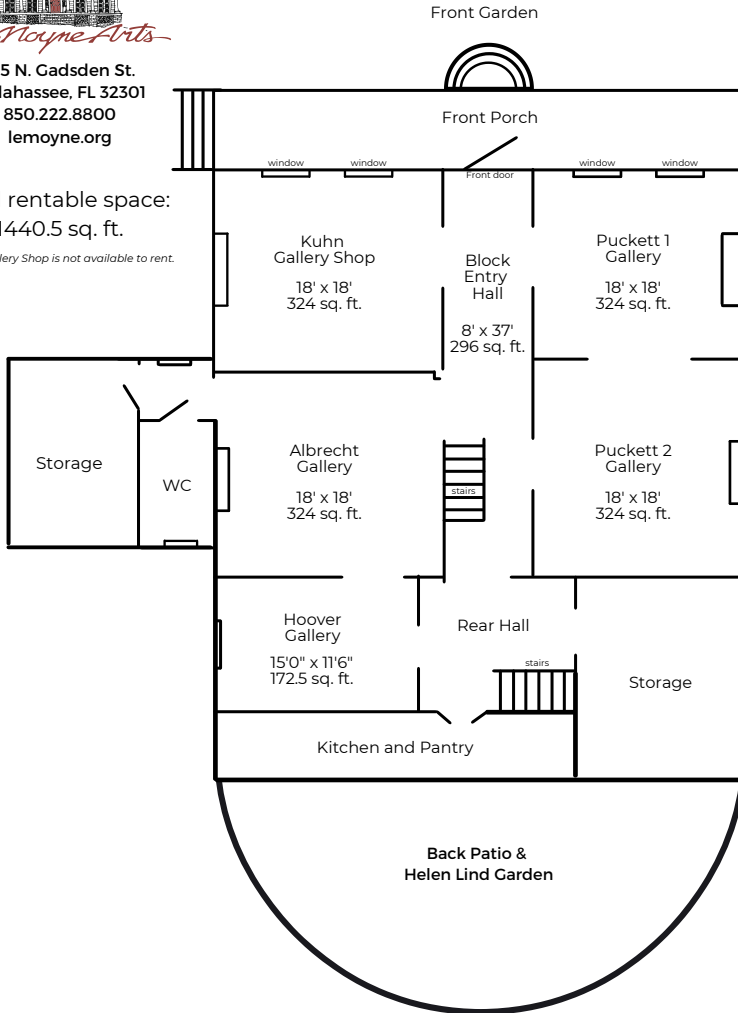 Front Garden
Moyne Arts
5 N. Gadsden St.
lahassee, FL 32301
850.222.8800
lemoyne.org
rentable space:
1440.5 sq. ft.
lery Shop is not available to rent.
Front Porch
window
window
Front door
window
window
Kuhn
Gallery Shop
18' x 18'
324 sq. ft.
Block
Entry
Hall
8' x 37'
296 sq. ft.
Puckett 1
Gallery
18' x 18'
324 sq. ft.
Storage
WC
Albrecht
Gallery
18' x 18'
324 sq. ft.
stairs
Puckett 2
Gallery
18' x 18'
324 sq. ft.
Hoover
Gallery
15'0" x 11'6"
172.5 sq. ft.
Rear Hall
stairs
Storage
Kitchen and Pantry
Back Patio &
Helen Lind Garden